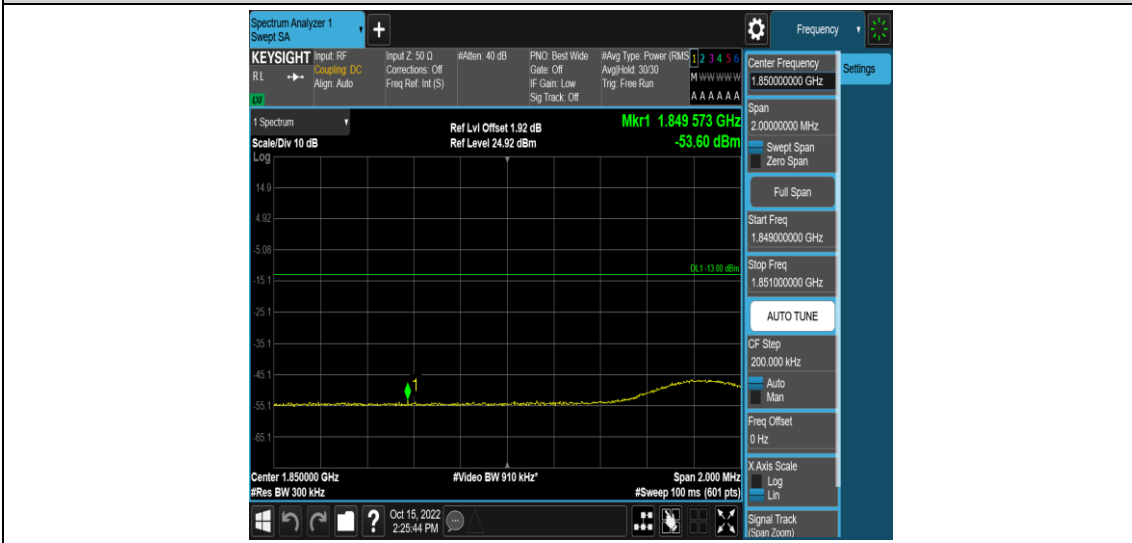 Spectrum Analyzer 1
Swept SA
+
Frequency
KEYSIGHT
RL
LXI
Input: RF
Coupling: DC
Align: Auto
Input Z: 50 Ω
Corrections: Off
Freq Ref: Int (S)
#Atten: 40 dB
PNO: Best Wide
Gate: Off
IF Gain: Low
Sig Track: Off
#Avg Type: Power (RMS
Avg|Hold: 30/30
Trig: Free Run
1 2 3 4 5 6
M W W W W W
A A A A A A
1 Spectrum
Scale/Div 10 dB
Log
Ref Lvl Offset 1.92 dB
Ref Level 24.92 dBm
Mkr1 1.849 573 GHz
-53.60 dBm
14.9
4.92
-5.08
-15.1
-25.1
-35.1
-45.1
-55.1
-65.1
DL1 -13.00 dBm
1
Center 1.850000 GHz
#Res BW 300 kHz
#Video BW 910 kHz*
Span 2.000 MHz
#Sweep 100 ms (601 pts)
Center Frequency
1.850000000 GHz
Settings
Span
2.00000000 MHz
Swept Span
Zero Span
Full Span
Start Freq
1.849000000 GHz
Stop Freq
1.851000000 GHz
AUTO TUNE
CF Step
200.000 kHz
Auto
Man
Freq Offset
0 Hz
X Axis Scale
Log
Lin
Signal Track
(Span Zoom)
?
Oct 15, 2022
2:25:44 PM